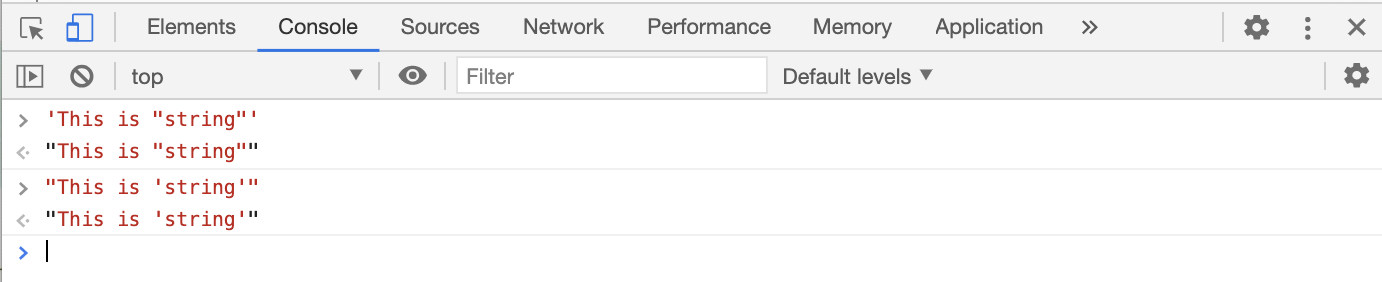 Elements Console Sources Network Performance Memory Application »
top ▼ Filter Default levels ▼
> 'This is "string"'
<· "This is "string""
> "This is 'string'"
<· "This is 'string'"
>